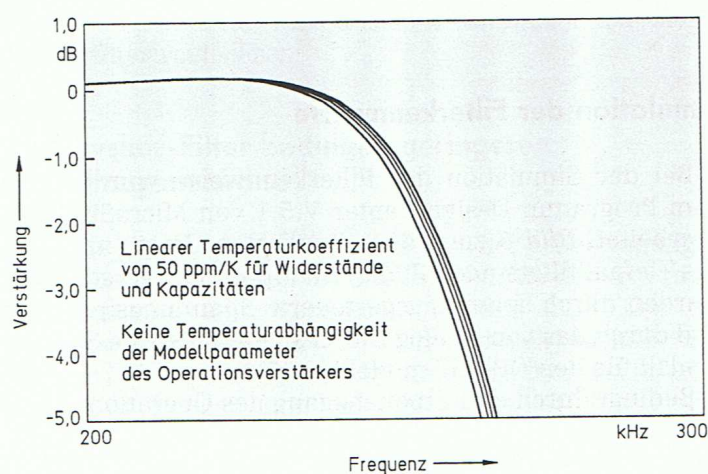 1,0
dB
0
-1,0
-2,0
-3,0
-4,0
-5,0
Verstärkung
Linearer Temperaturkoeffizient
von 50 ppm/K für Widerstände
und Kapazitäten
Keine Temperaturabhängigkeit
der Modellparameter
des Operationsverstärkers
200
kHz
300
Frequenz